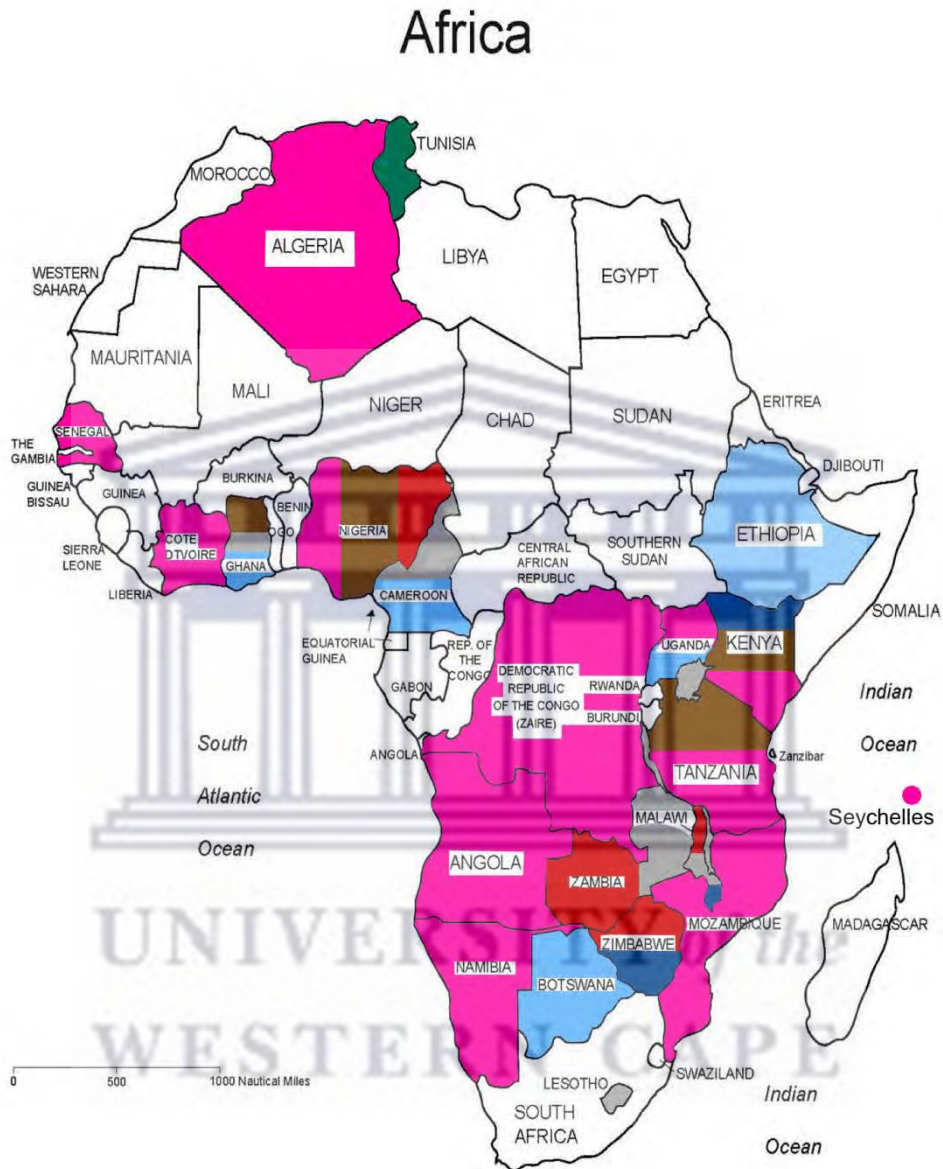 Africa
TUNISIA
MOROCCO
ALGERIA
LIBYA
EGYPT
WESTERN
SAHARA
MAURITANIA
MALI
NIGER
CHAD
SUDAN
ERITREA
SENEGAL
THE
GAMBIA
GUINEA
BISSAU
GUINEA
BURKINA
BENIN
NIGERIA
DJIBOUTI
ETHIOPIA
SIERRA
LEONE
COTE
D'TVOIRE
GHANA
OGO
CENTRAL
AFRICAN
REPUBLIC
SOUTHERN
SUDAN
LIBERIA
CAMEROON
SOMALIA
EQUATORIAL
GUINEA
REP. OF
THE
CONGO
GABON
UGANDA
KENYA
DEMOCRATIC
REPUBLIC
OF THE CONGO
(ZAIRE)
RWANDA
BURUNDI
Indian
Ocean
South
Atlantic
Ocean
ANGOLA
TANZANIA
Zanzibar
Seychelles
MALAWI
ANGOLA
ZAMBIA
MOZAMBIQUE
MADAGASCAR
ZIMBABWE
NAMIBIA
BOTSWANA
UNIVERSITY of the
WESTERN CAPE
0 500 1000 Nautical Miles
LESOTHO
SWAZILAND
SOUTH
AFRICA
Indian
Ocean